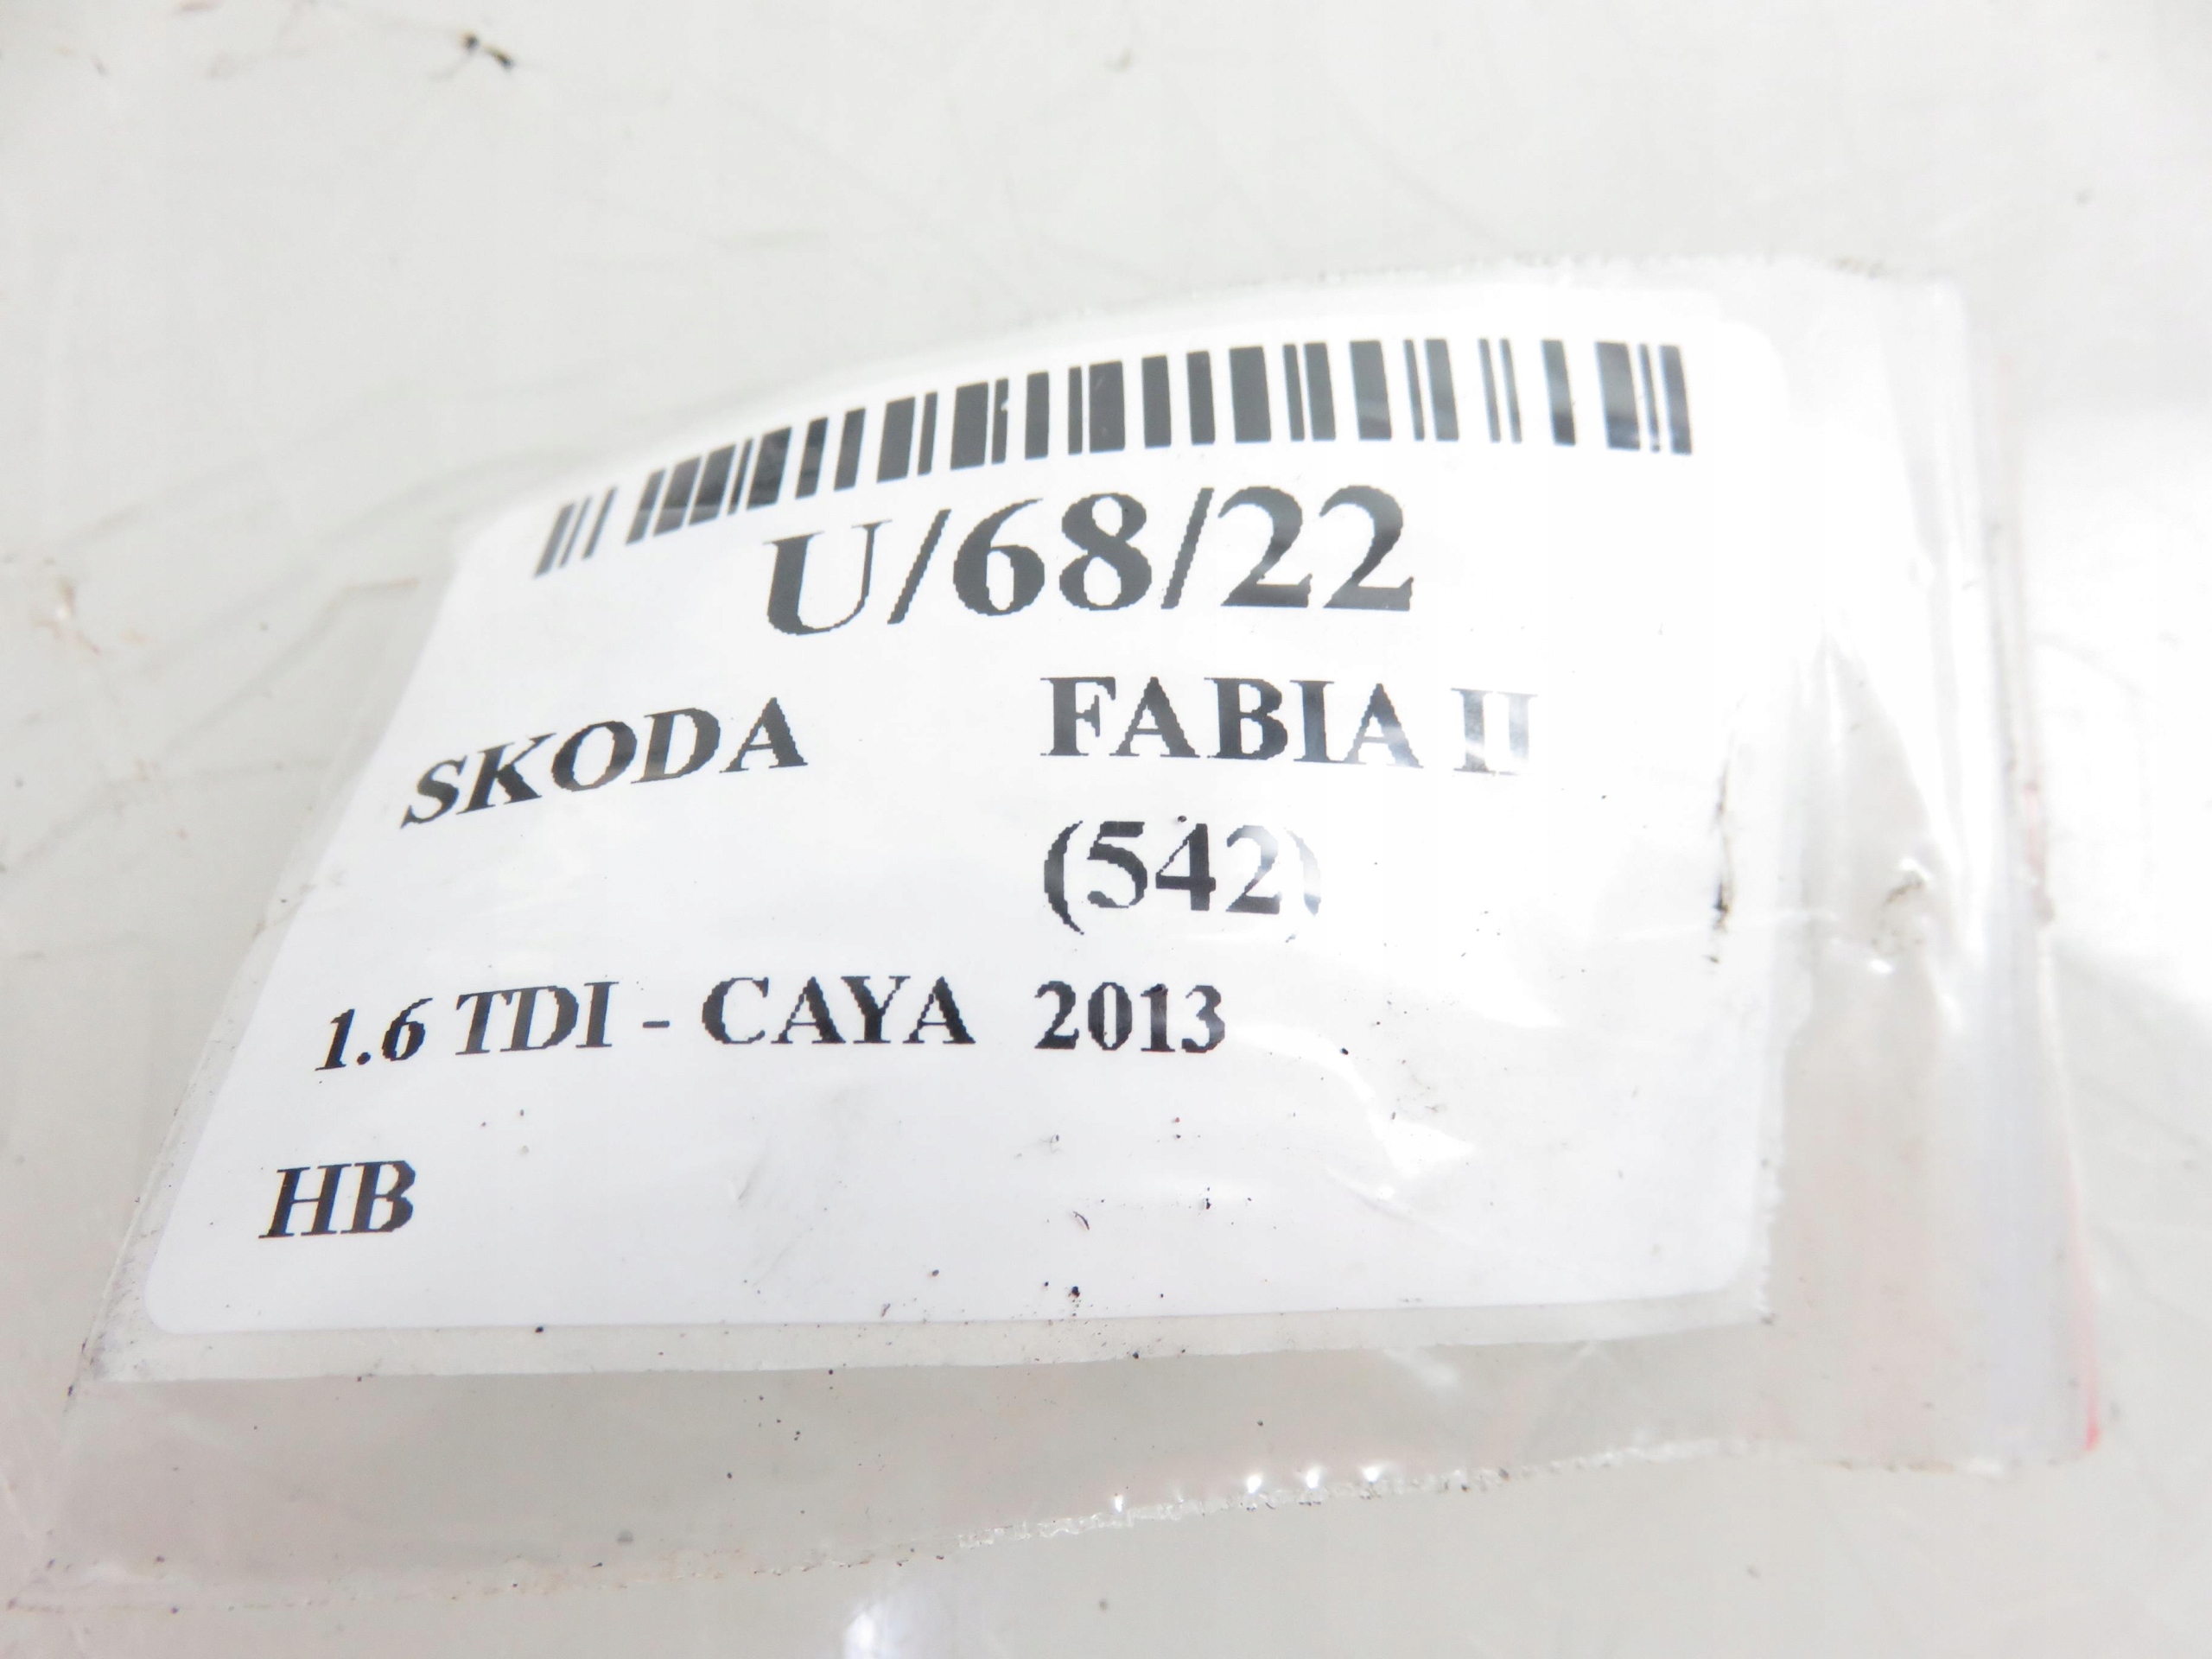 U/68/22
SKODA FABIA II
(542)
1.6 TDI - CAYA 2013
HB